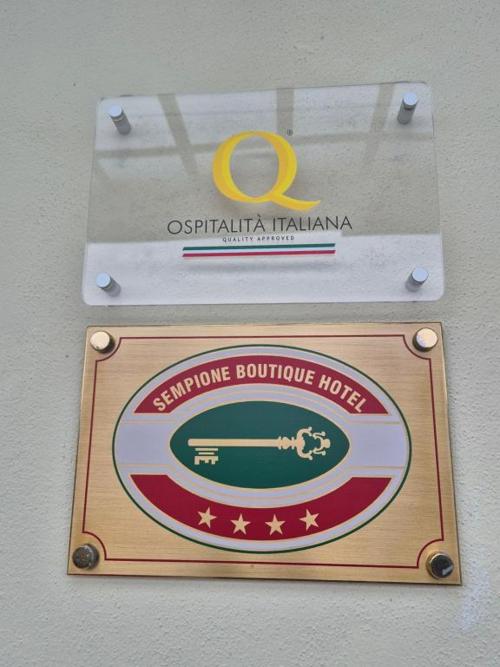 Q®
OSPITALITÀ ITALIANA
QUALITY APPROVED
SEMPIONE BOUTIQUE HOTEL